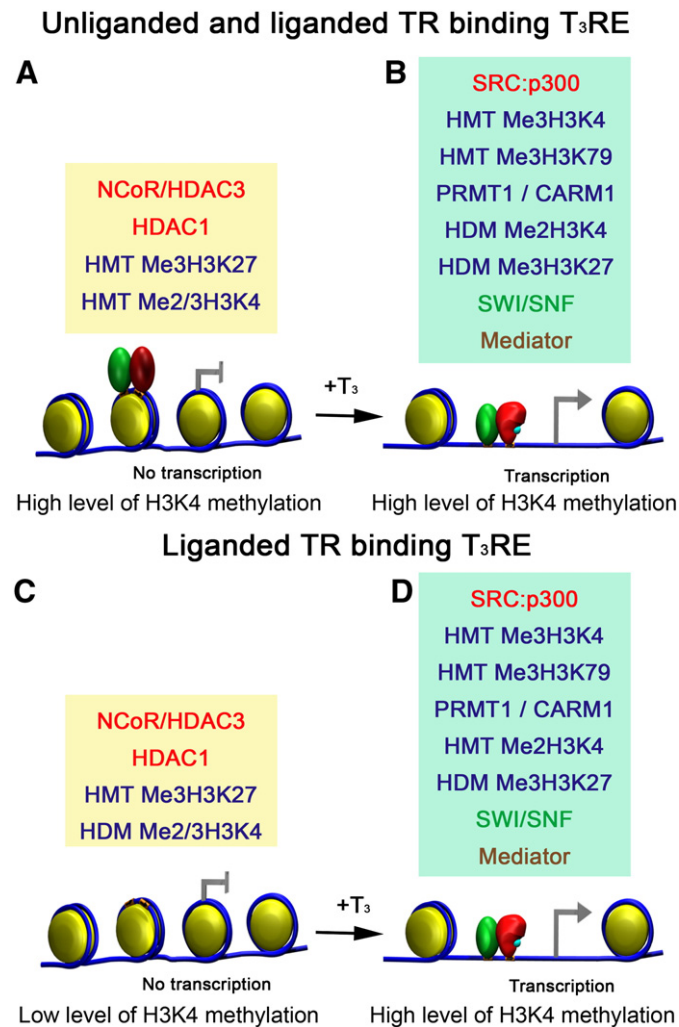 Unliganded and liganded TR binding T₃RE
A
NCoR/HDAC3
HDAC1
HMT Me3H3K27
HMT Me2/3H3K4
No transcription
High level of H3K4 methylation
+T₃
B
SRC:p300
HMT Me3H3K4
HMT Me3H3K79
PRMT1 / CARM1
HDM Me2H3K4
HDM Me3H3K27
SWI/SNF
Mediator
Transcription
High level of H3K4 methylation
Liganded TR binding T₃RE
C
NCoR/HDAC3
HDAC1
HMT Me3H3K27
HDM Me2/3H3K4
No transcription
Low level of H3K4 methylation
+T₃
D
SRC:p300
HMT Me3H3K4
HMT Me3H3K79
PRMT1 / CARM1
HMT Me2H3K4
HDM Me3H3K27
SWI/SNF
Mediator
Transcription
High level of H3K4 methylation